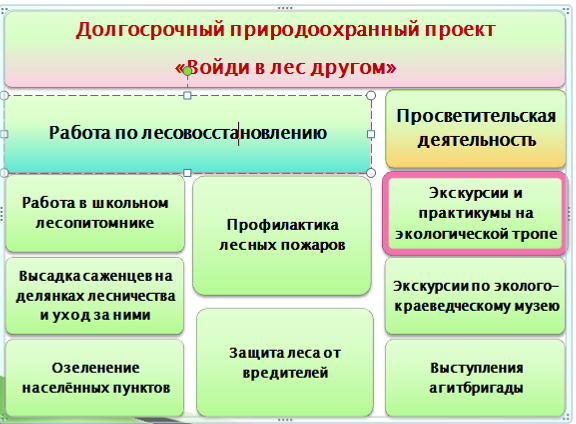 Долгосрочный природоохранный проект
«Войди в лес другом»
Работа по лесовосстановлению
Просветительская
деятельность
Работа в школьном
лесопитомнике
Профилактика
лесных пожаров
Экскурсии и
практикумы на
экологической тропе
Высадка саженцев на
делянках лесничества
и уход за ними
Экскурсии по эколого–
краеведческому музею
Озеленение
населённых пунктов
Защита леса от
вредителей
Выступления
агитбригады